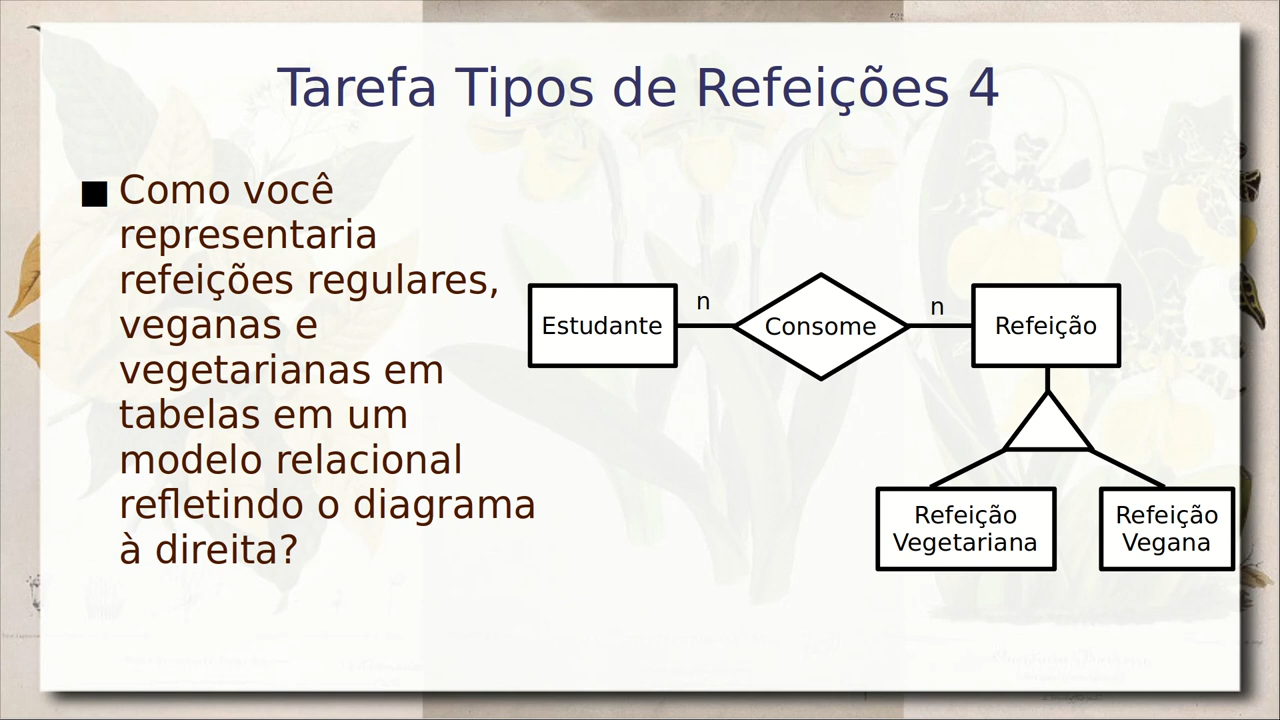 Tarefa Tipos de Refeições 4
■ Como você
representaria
refeições regulares,
veganas e
vegetarianas em
tabelas em um
modelo relacional
refletindo o diagrama
à direita?
Estudante
n
Consome
n
Refeição
Refeição
Vegetariana
Refeição
Vegana